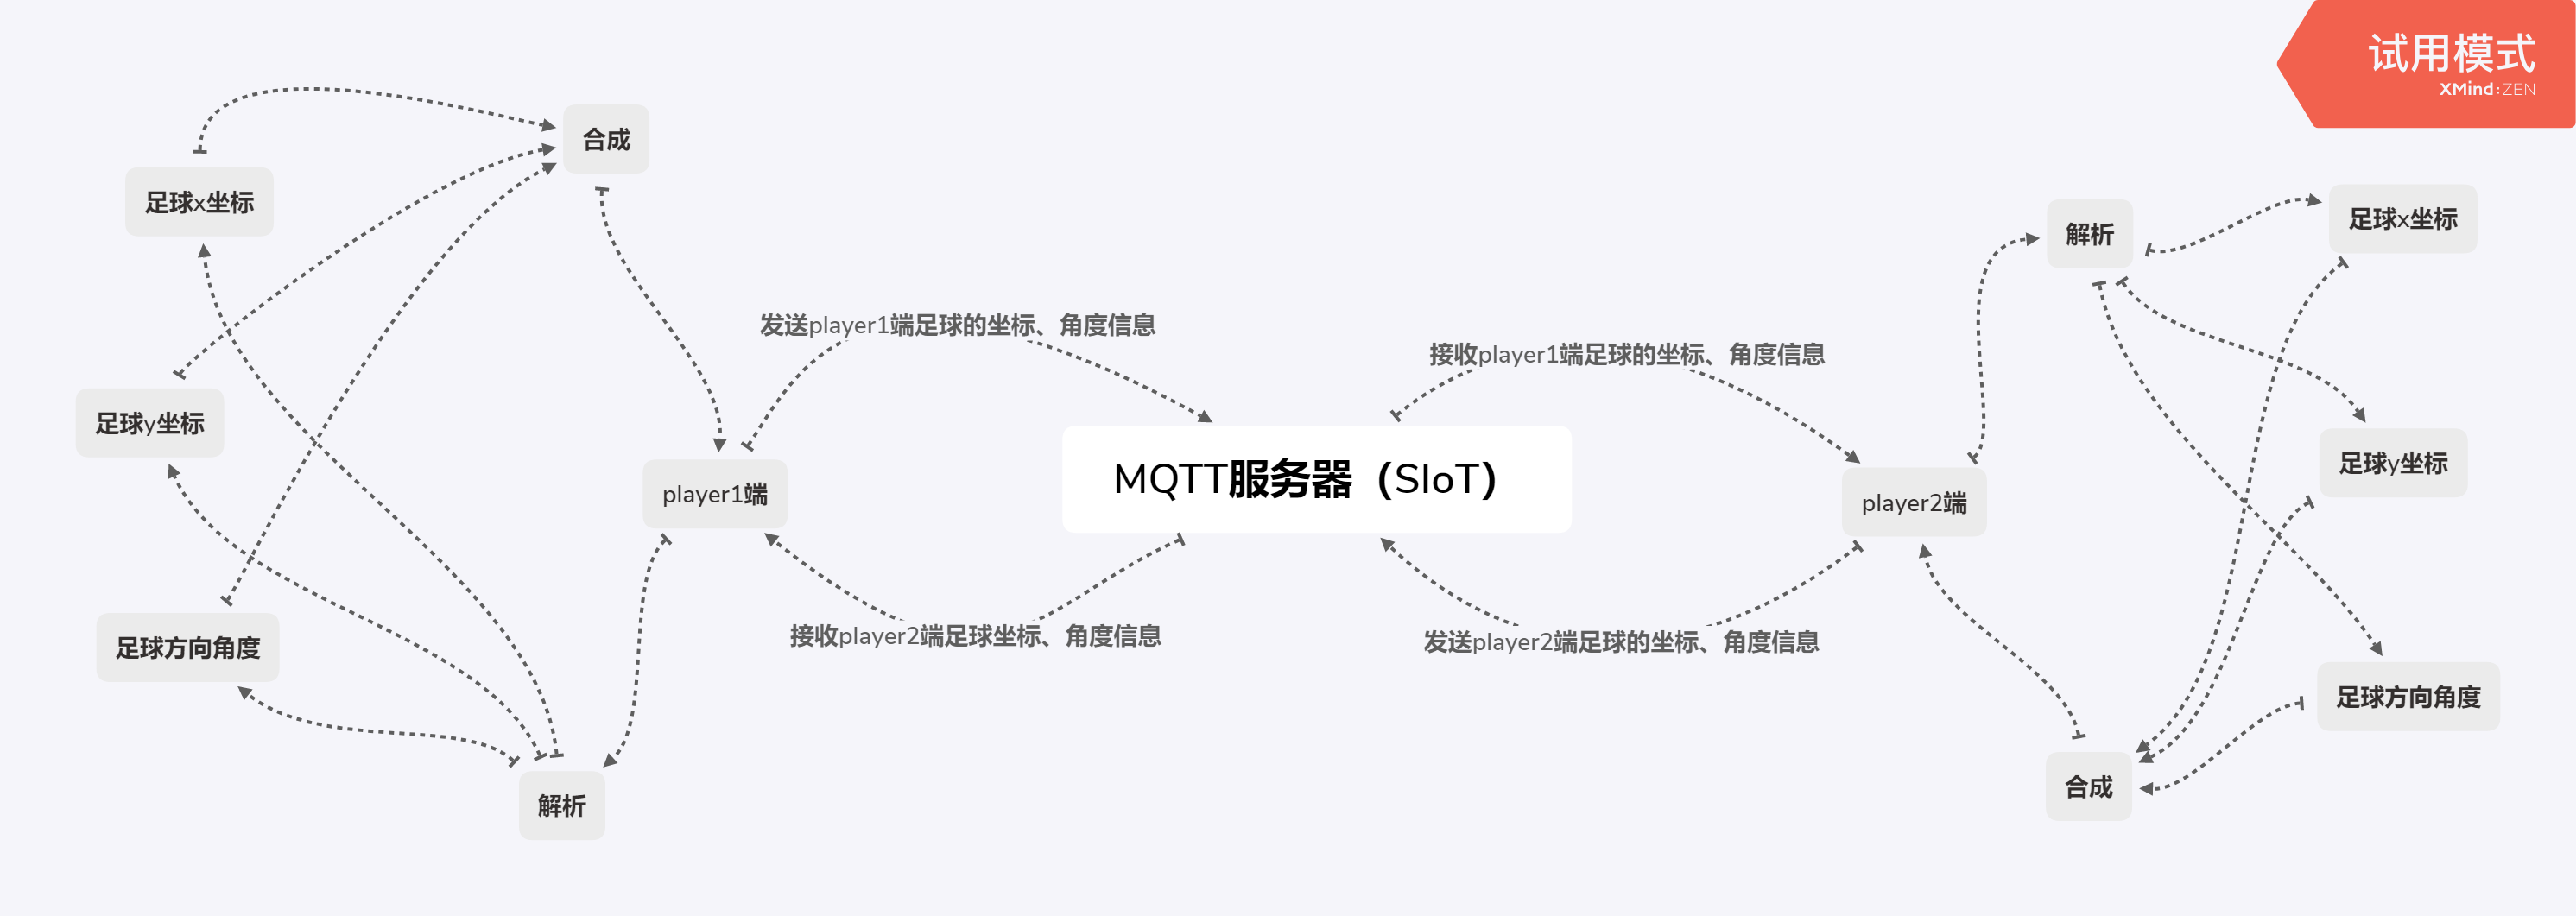 试用模式
XMind:ZEN
合成
足球x坐标
足球y坐标
足球方向角度
解析
player1端
发送player1端足球的坐标、角度信息
接收player2端足球坐标、角度信息
MQTT服务器（SIoT）
接收player1端足球的坐标、角度信息
发送player2端足球的坐标、角度信息
player2端
解析
足球x坐标
足球y坐标
足球方向角度
合成